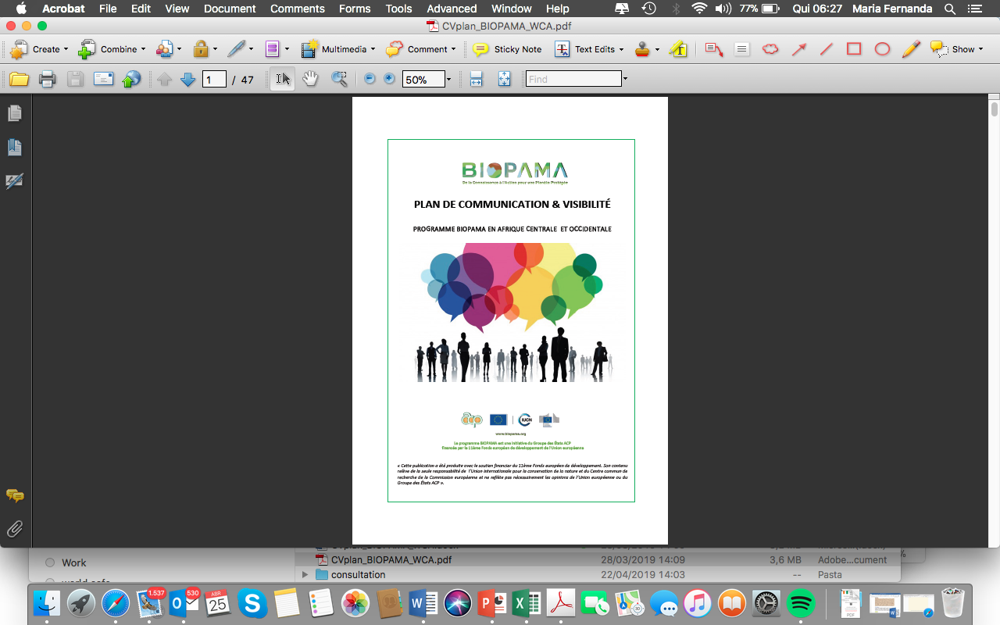 Acrobat File Edit View Document Comments Forms Tools Advanced Window Help 77% Qui 06:27 Maria Fernanda
CVplan_BIOPAMA_WCA.pdf
Create Combine Multimedia Comment Sticky Note Text Edits Show
1 / 47 50% Find
BIOPAMA
De la Connaissance à l'Action pour une Planète Protégée
PLAN DE COMMUNICATION & VISIBILITÉ
PROGRAMME BIOPAMA EN AFRIQUE CENTRALE ET OCCIDENTALE
acp IUCN
www.biopama.org
Le programme BIOPAMA est une initiative du Groupe des États ACP
financée par le 11ème Fonds européen de développement de l'Union européenne
« Cette publication a été produite avec le soutien financier du 11ème Fonds européen de développement. Son contenu
relève de la seule responsabilité de l'Union internationale pour la conservation de la nature et du Centre commun de
recherche de la Commission européenne et ne reflète pas nécessairement les opinions de l'Union européenne ou du
Groupe des États ACP ».
Work CVplan_BIOPAMA_WCA.pdf 28/03/2019 14:09 3,6 MB Adobe...cument %
consultation 22/04/2019 14:03 -- Pasta
1.537 530 ABR 25
PDF